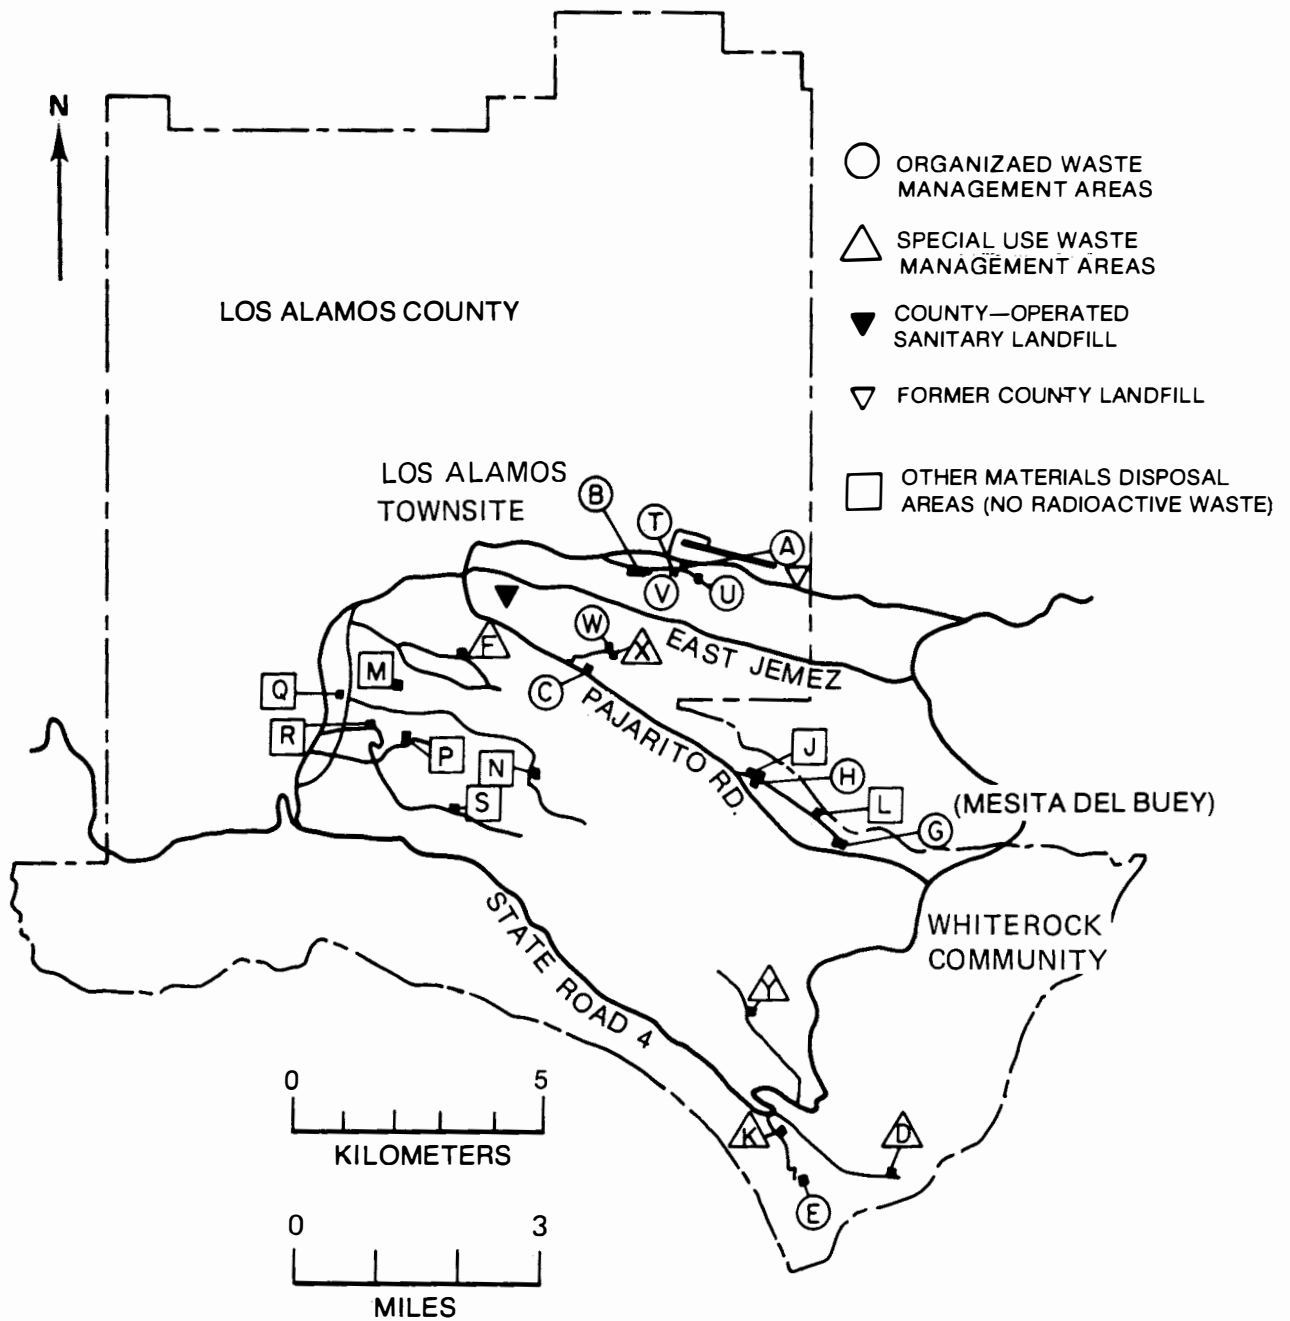 N
ORGANIZAED WASTE
MANAGEMENT AREAS
SPECIAL USE WASTE
MANAGEMENT AREAS
LOS ALAMOS COUNTY
COUNTY—OPERATED
SANITARY LANDFILL
FORMER COUNTY LANDFILL
OTHER MATERIALS DISPOSAL
AREAS (NO RADIOACTIVE WASTE)
LOS ALAMOS
TOWNSITE
B
T
A
V
U
W
F
X
EAST JEMEZ
M
Q
C
PAJARITO RD.
R
P
J
N
H
S
L
(MESITA DEL BUEY)
G
STATE ROAD 4
WHITEROCK
COMMUNITY
Y
0 5
KILOMETERS
K
D
E
0 3
MILES